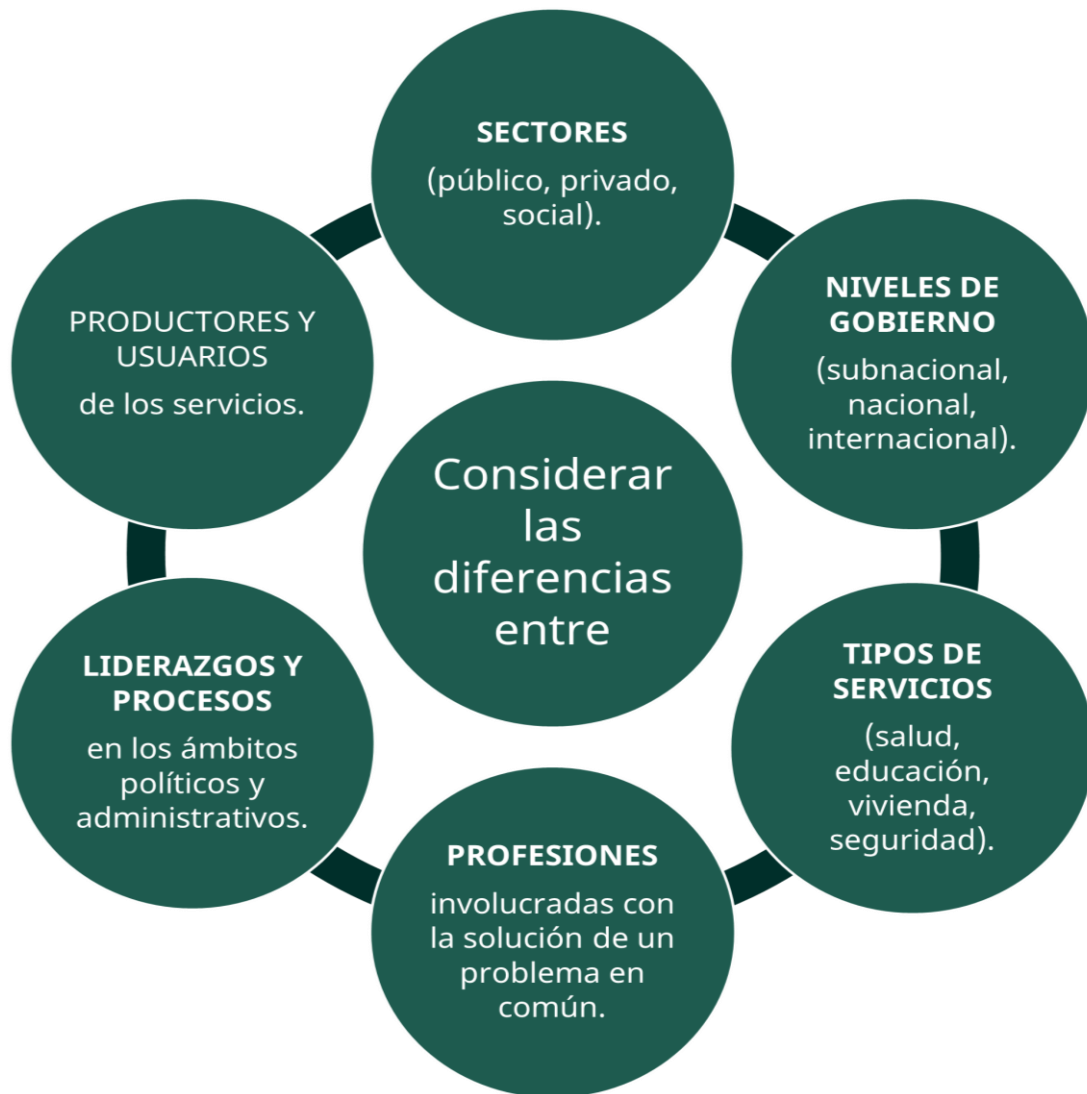 SECTORES
(público, privado,
social).
NIVELES DE
GOBIERNO
(subnacional,
nacional,
internacional).
TIPOS DE
SERVICIOS
(salud,
educación,
vivienda,
seguridad).
PROFESIONES
involucradas con
la solución de un
problema en
común.
LIDERAZGOS Y
PROCESOS
en los ámbitos
políticos y
administrativos.
PRODUCTORES Y
USUARIOS
de los servicios.
Considerar
las
diferencias
entre